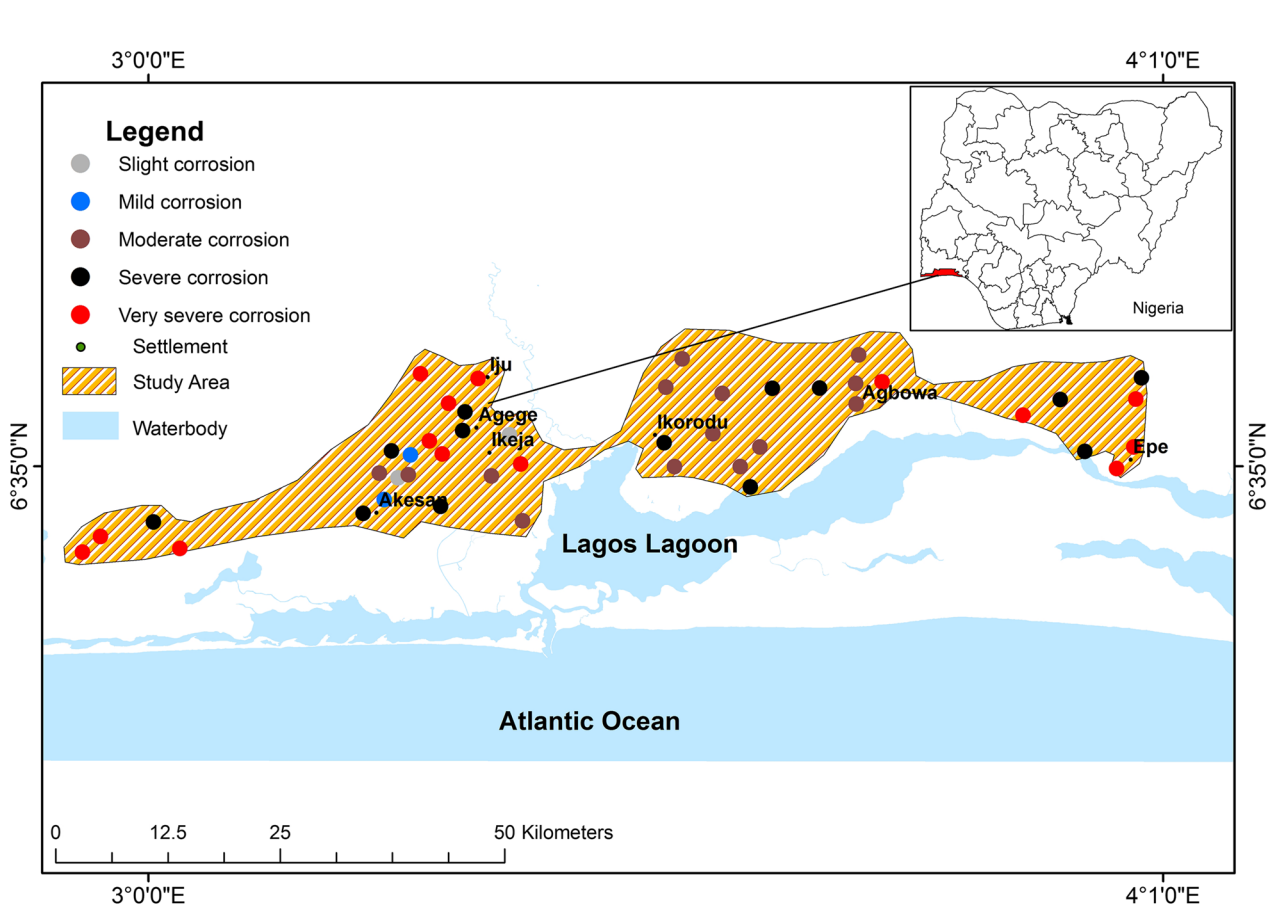 3°0'0"E
4°1'0"E
Legend
Slight corrosion
Mild corrosion
Moderate corrosion
Severe corrosion
Very severe corrosion
Settlement
Study Area
Waterbody
Nigeria
Iju
Agege
Ikeja
Akesan
Ikorodu
Agbowa
Epe
6°35'0"N
6°35'0"N
Lagos Lagoon
Atlantic Ocean
0 12.5 25 50 Kilometers
3°0'0"E
4°1'0"E